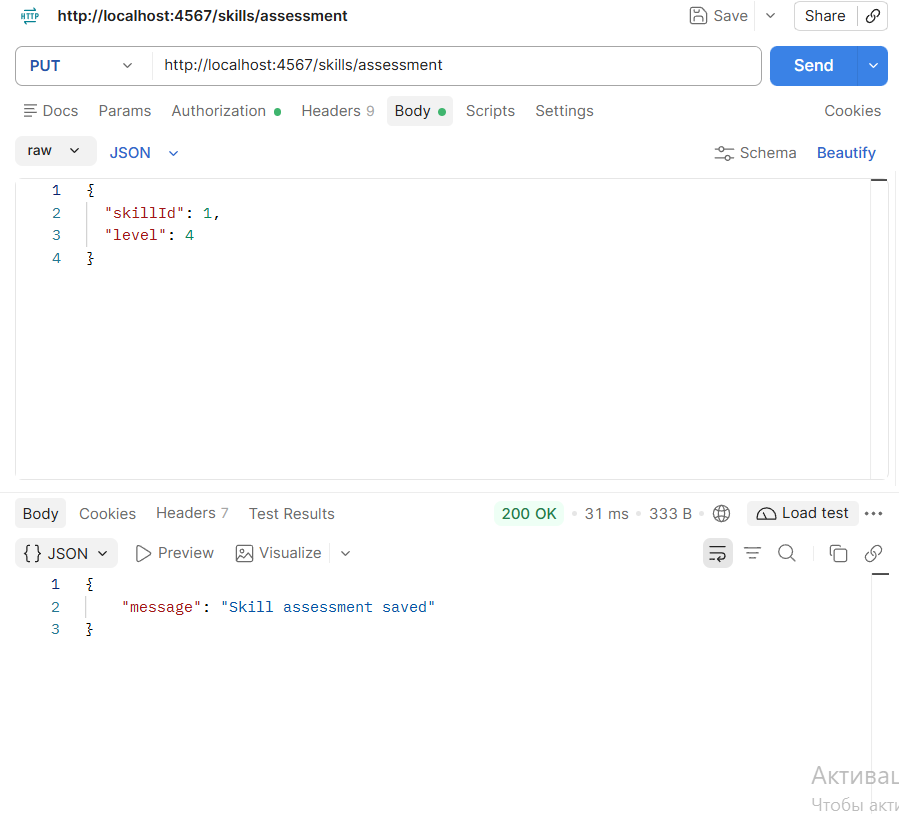 HTTP http://localhost:4567/skills/assessment Save Share
PUT http://localhost:4567/skills/assessment Send
Docs Params Authorization Headers 9 Body Scripts Settings Cookies
raw JSON Schema Beautify
1 {
2 "skillId": 1,
3 "level": 4
4 }
Body Cookies Headers 7 Test Results 200 OK 31 ms 333 B Load test
{} JSON Preview Visualize
1 {
2 "message": "Skill assessment saved"
3 }
Активац
Чтобы акти